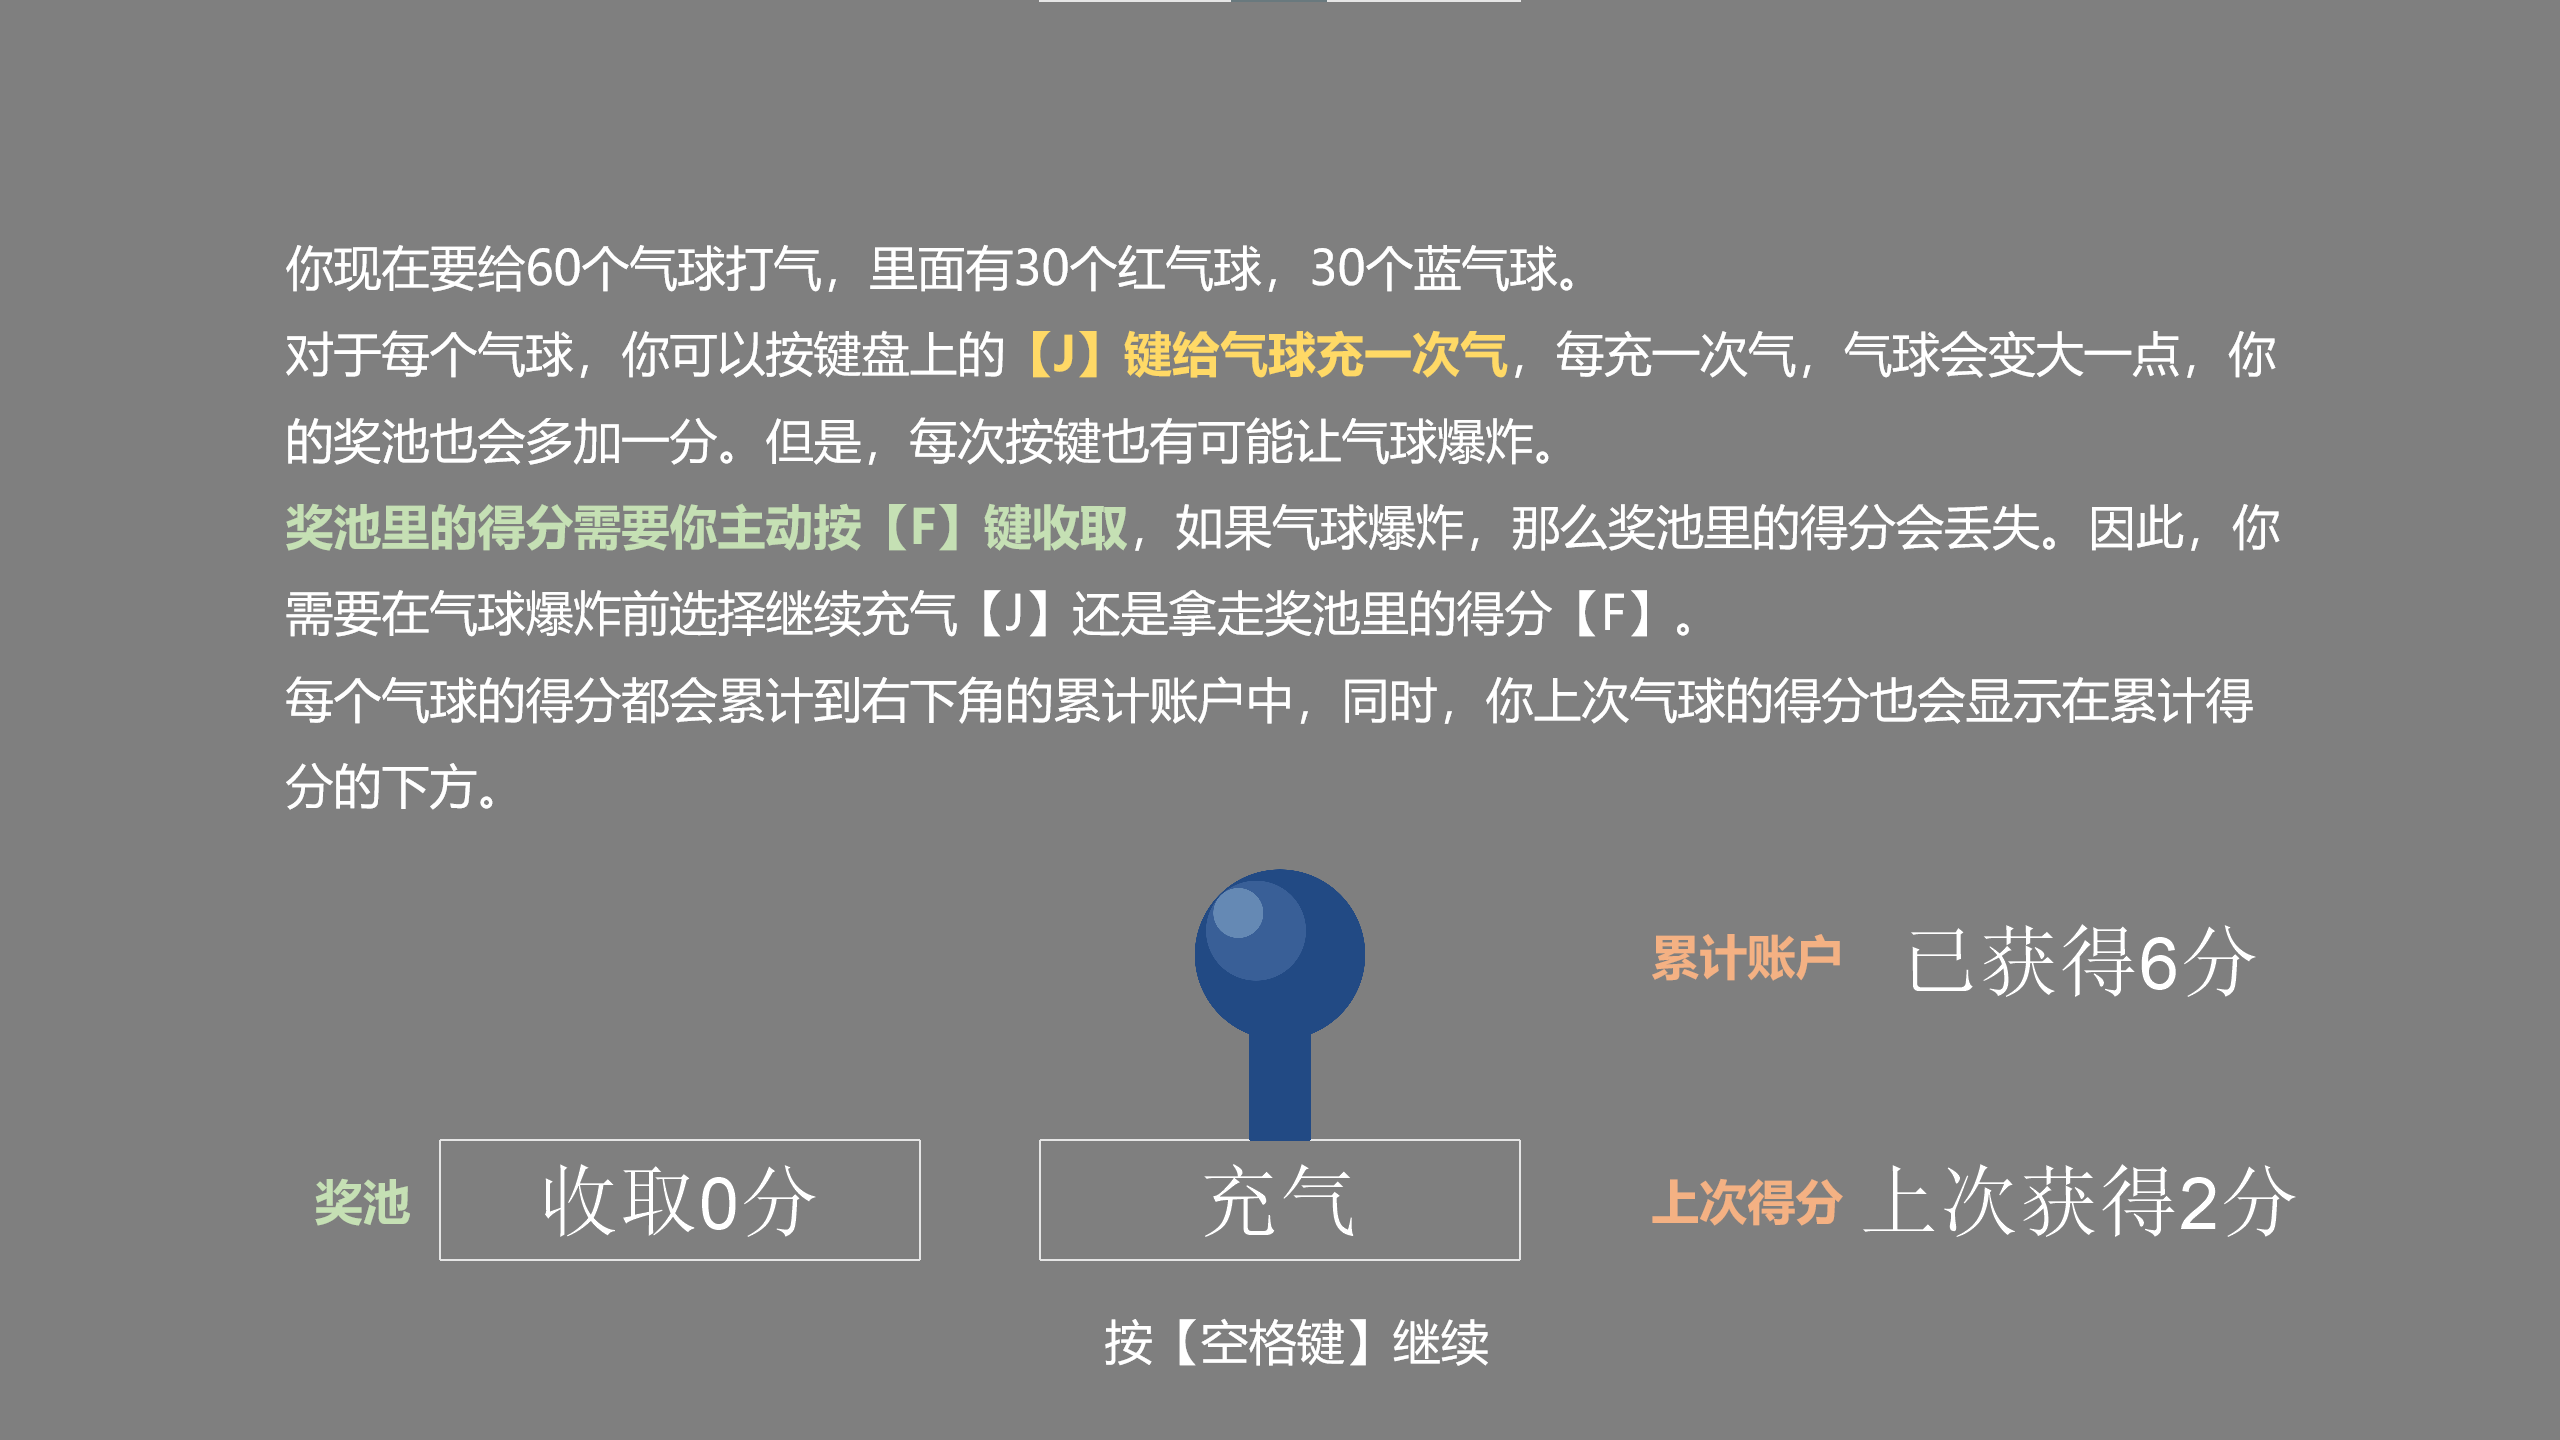 你现在要给60个气球打气，里面有30个红气球，30个蓝气球。
对于每个气球，你可以按键盘上的【J】键给气球充一次气，每充一次气，气球会变大一点，你
的奖池也会多加一分。但是，每次按键也有可能让气球爆炸。
奖池里的得分需要你主动按【F】键收取，如果气球爆炸，那么奖池里的得分会丢失。因此，你
需要在气球爆炸前选择继续充气【J】还是拿走奖池里的得分【F】。
每个气球的得分都会累计到右下角的累计账户中，同时，你上次气球的得分也会显示在累计得
分的下方。
累计账户 已获得6分
奖池 收取0分 充气 上次得分 上次获得2分
按【空格键】继续